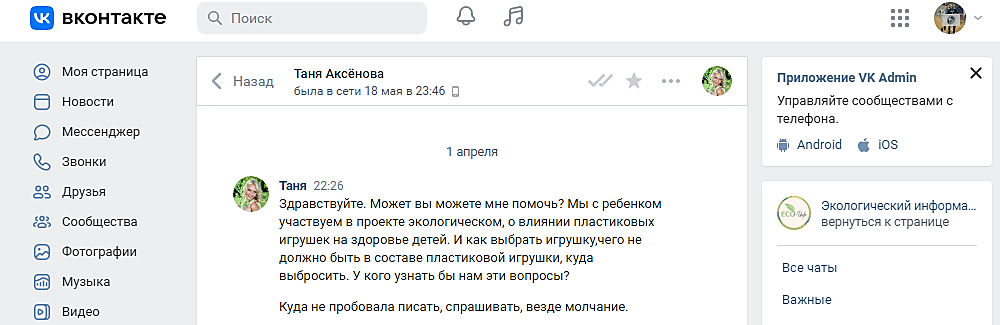 вконтакте
Поиск
Моя страница
Новости
Мессенджер
Звонки
Друзья
Сообщества
Фотографии
Музыка
Видео
Назад
Таня Аксёнова
была в сети 18 мая в 23:46
1 апреля
Таня 22:26
Здравствуйте. Может вы можете мне помочь? Мы с ребенком
участвуем в проекте экологическом, о влиянии пластиковых
игрушек на здоровье детей. И как выбрать игрушку,чего не
должно быть в составе пластиковой игрушки, куда
выбросить. У кого узнать бы нам эти вопросы?
Куда не пробовала писать, спрашивать, везде молчание.
Приложение VK Admin
Управляйте сообществами с
телефона.
Android iOS
Экологический информа...
вернуться к странице
Все чаты
Важные